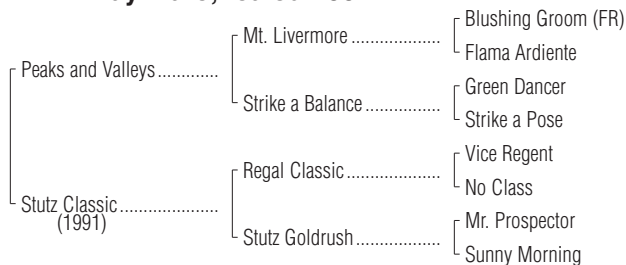 Blushing Groom (FR)
Mt. Livermore ......................
Flama Ardiente
Peaks and Valleys ..............
Green Dancer
Strike a Balance ..................
Strike a Pose
Vice Regent
Regal Classic .......................
No Class
Stutz Classic .......................
(1991)
Mr. Prospector
Stutz Goldrush .....................
Sunny Morning